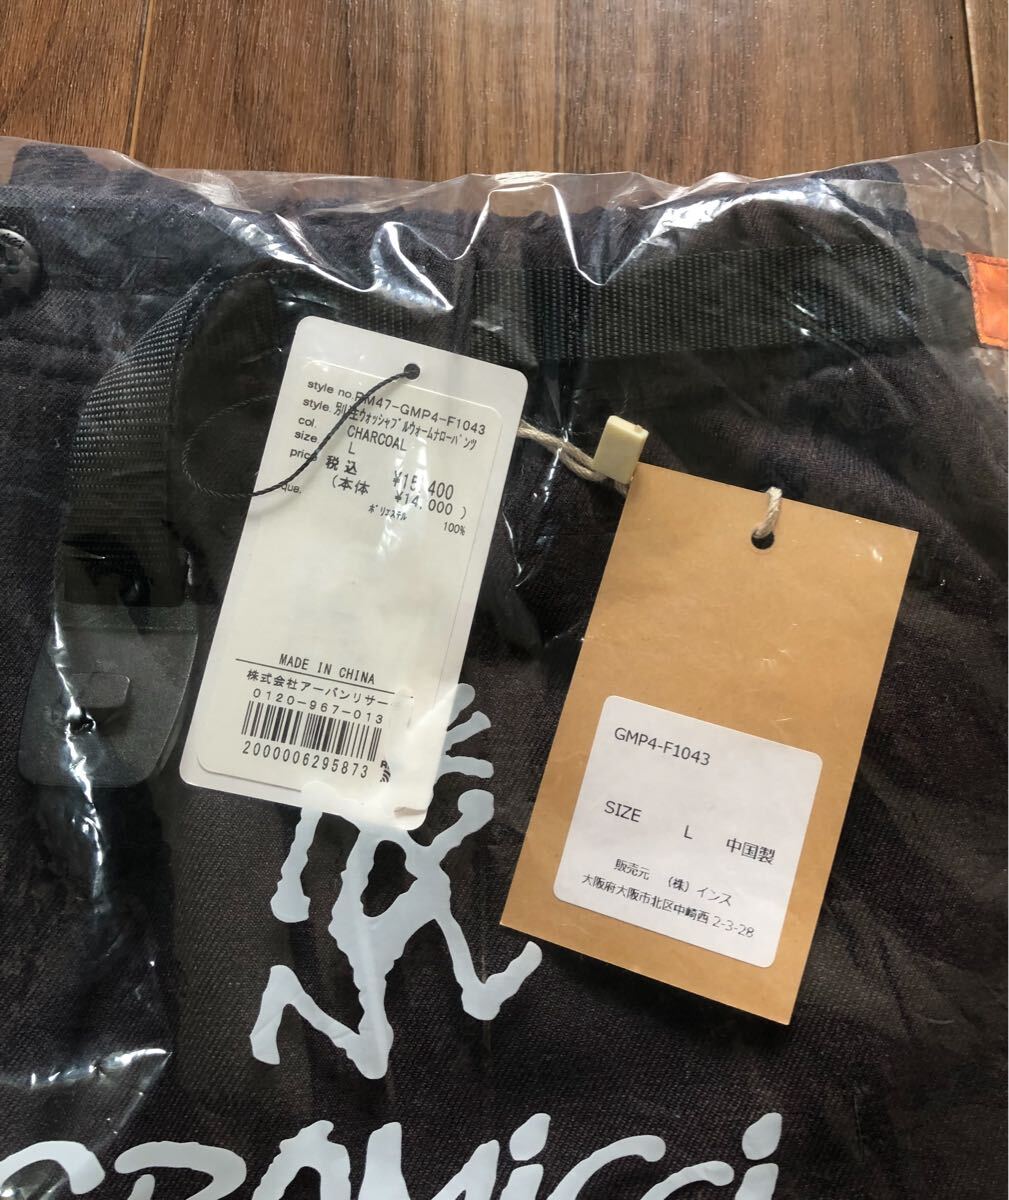 style no.RM47-GMP4-F1043
style.別注ウォッシャブルウォームナローパンツ
col. CHARCOAL
size L
price 税込 ¥15,400
(本体 ¥14,000 )
que.
ポリエステル 100%
MADE IN CHINA
株式会社アーバンリサー
0120-967-013
2000006295873
GMP4-F1043
SIZE L 中国製
販売元 (株) インス
大阪府大阪市北区中崎西 2-3-28
GRAMiCCi